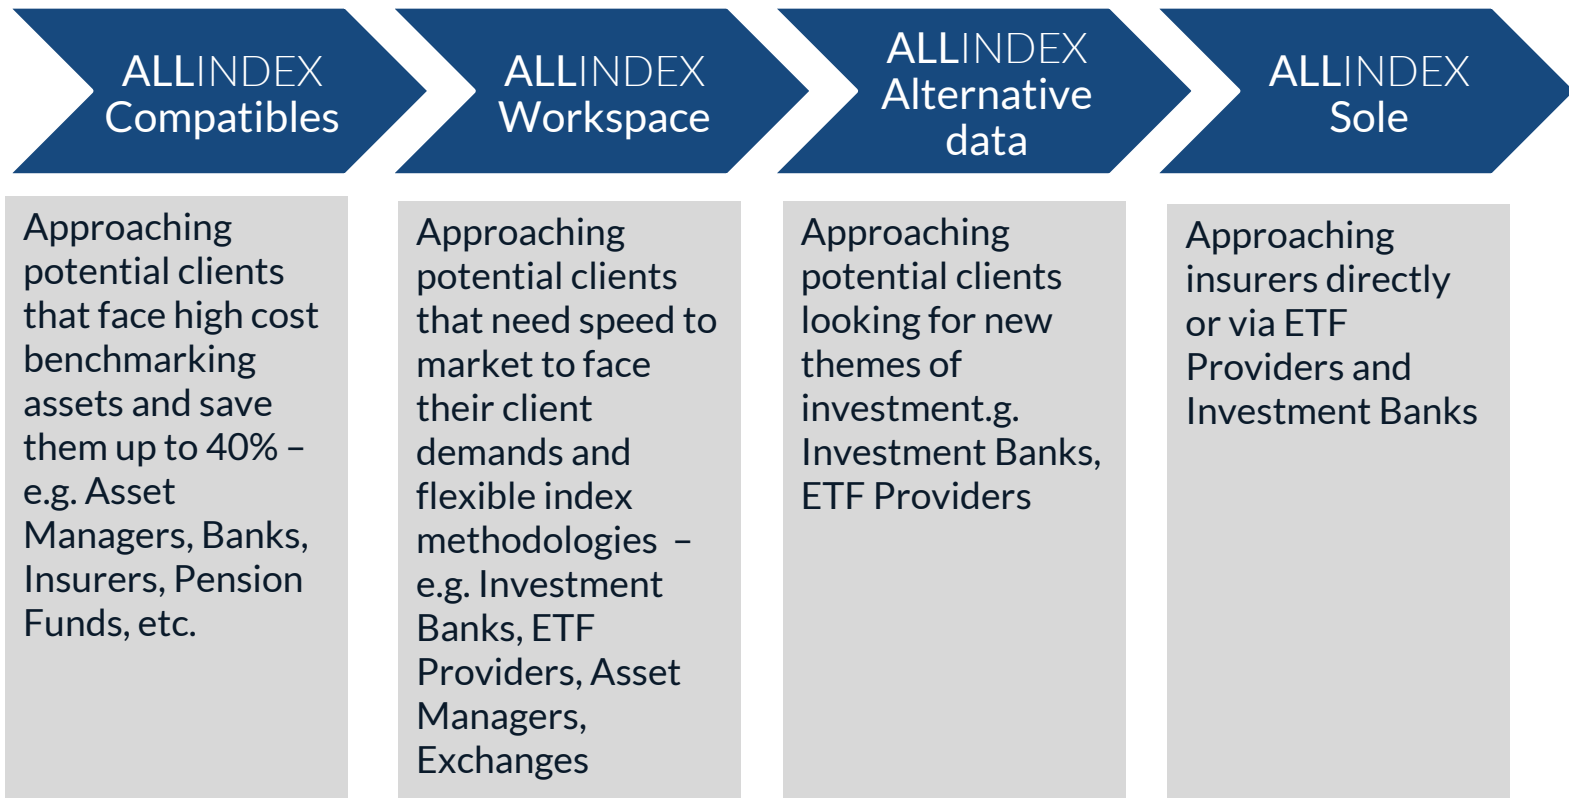 ALLINDEX
Compatibles
ALLINDEX
Workspace
ALLINDEX
Alternative
data
ALLINDEX
Sole
Approaching
potential clients
that face high cost
benchmarking
assets and save
them up to 40% –
e.g. Asset
Managers, Banks,
Insurers, Pension
Funds, etc.
Approaching
potential clients
that need speed to
market to face
their client
demands and
flexible index
methodologies –
e.g. Investment
Banks, ETF
Providers, Asset
Managers,
Exchanges
Approaching
potential clients
looking for new
themes of
investment.g.
Investment Banks,
ETF Providers
Approaching
insurers directly
or via ETF
Providers and
Investment Banks